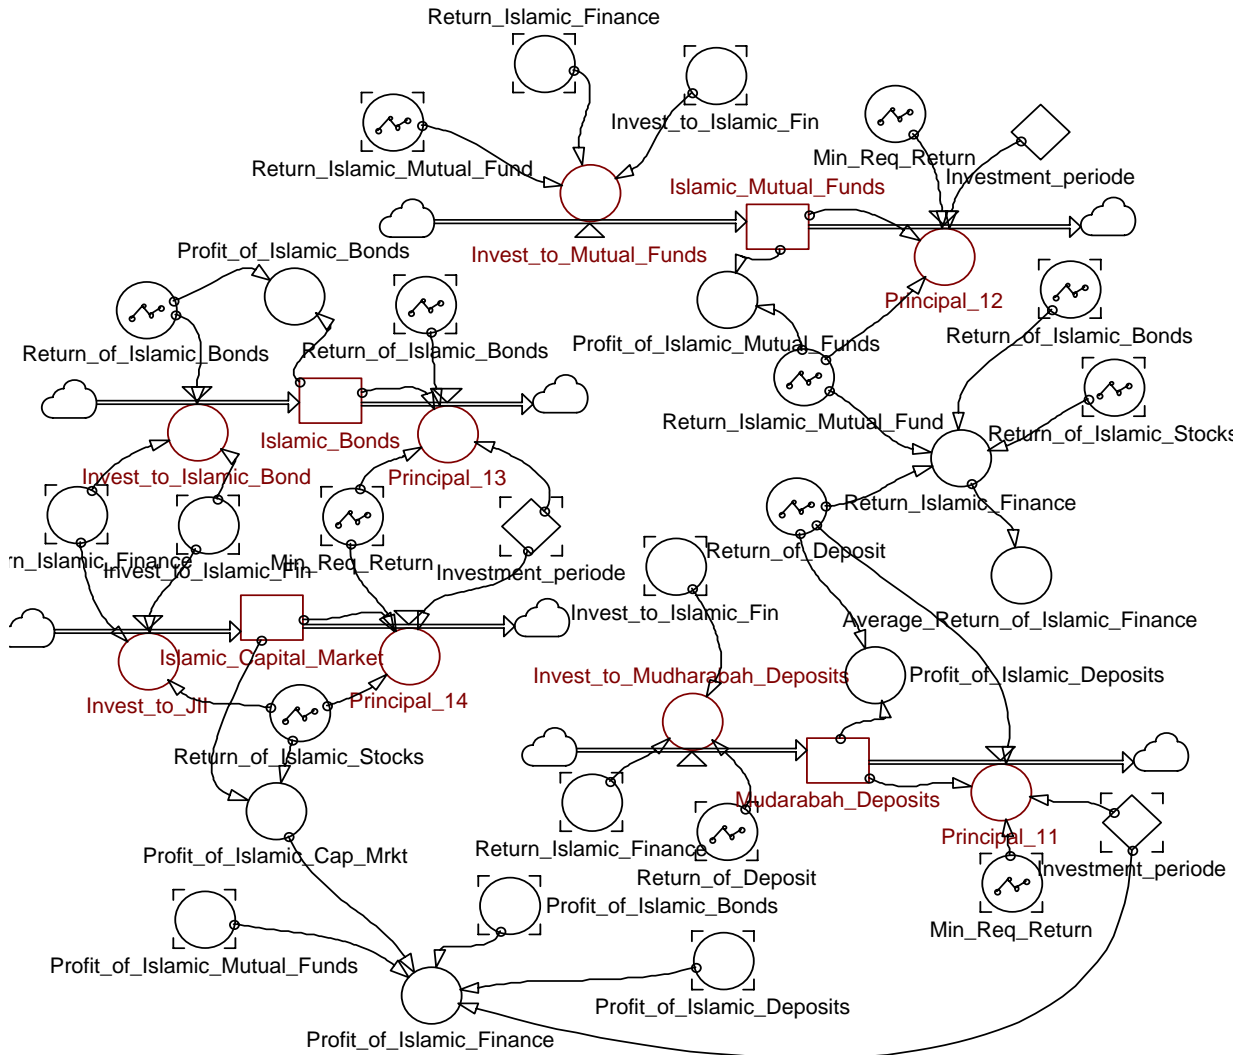 Return_Islamic_Finance
Invest_to_Islamic_Fin
Return_Islamic_Mutual_Fund
Min_Req_Return
Investment_periode
Islamic_Mutual_Funds
Invest_to_Mutual_Funds
Principal_12
Profit_of_Islamic_Bonds
Return_of_Islamic_Bonds
Return_of_Islamic_Bonds
Profit_of_Islamic_Mutual_Funds
Return_of_Islamic_Bonds
Return_Islamic_Mutual_Fund
Return_of_Islamic_Stocks
Islamic_Bonds
Invest_to_Islamic_Bond
Principal_13
Return_Islamic_Finance
Return_of_Deposit
rn_Islamic_Finance
Invest_to_Islamic_Fin
Min_Req_Return
Investment_periode
Invest_to_Islamic_Fin
Average_Return_of_Islamic_Finance
Islamic_Capital_Market
Invest_to_JII
Principal_14
Invest_to_Mudharabah_Deposits
Profit_of_Islamic_Deposits
Return_of_Islamic_Stocks
Mudarabah_Deposits
Principal_11
Profit_of_Islamic_Cap_Mrkt
Return_Islamic_Finance
Return_of_Deposit
Investment_periode
Profit_of_Islamic_Bonds
Min_Req_Return
Profit_of_Islamic_Mutual_Funds
Profit_of_Islamic_Deposits
Profit_of_Islamic_Finance